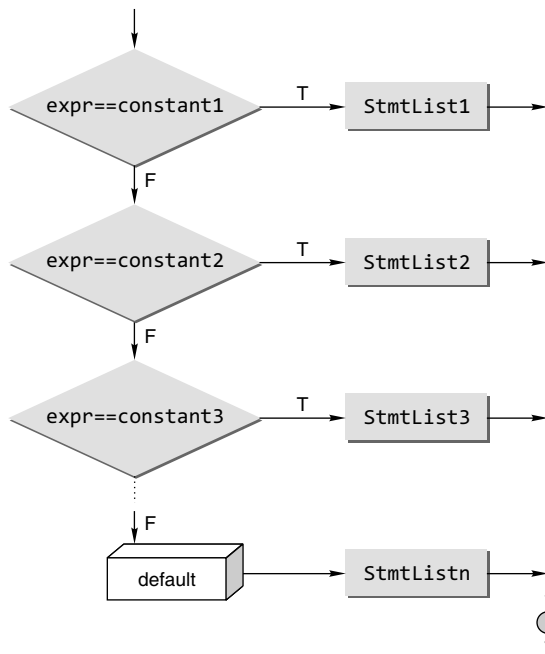 expr==constant1
T
StmtList1
F
expr==constant2
T
StmtList2
F
expr==constant3
T
StmtList3
F
default
StmtListn